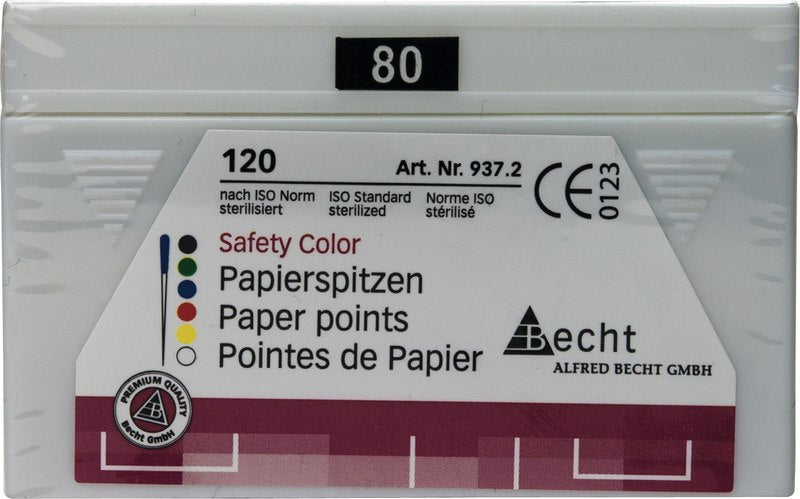 80
120
Art. Nr. 937.2
nach ISO Norm
sterilisiert
ISO Standard
sterilized
Norme ISO
stérilisé
CE 0123
Safety Color
Papierspitzen
Paper points
Pointes de Papier
Becht
ALFRED BECHT GMBH
PREMIUM QUALITY
B
Becht GmbH